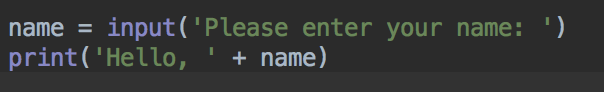 name = input('Please enter your name: ')
print('Hello, ' + name)